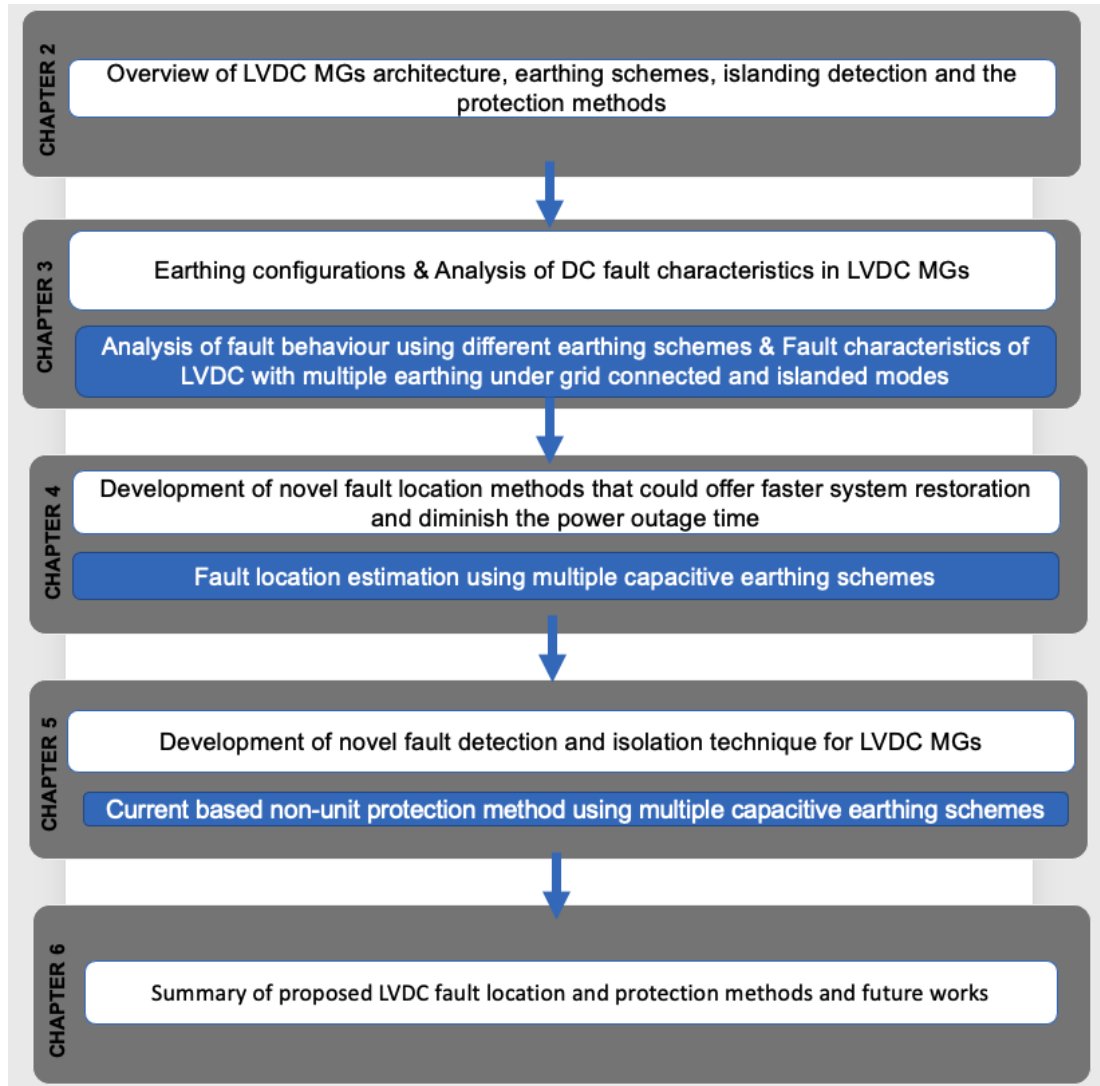 CHAPTER 2
Overview of LVDC MGs architecture, earthing schemes, islanding detection and the
protection methods
CHAPTER 3
Earthing configurations & Analysis of DC fault characteristics in LVDC MGs
Analysis of fault behaviour using different earthing schemes & Fault characteristics of
LVDC with multiple earthing under grid connected and islanded modes
CHAPTER 4
Development of novel fault location methods that could offer faster system restoration
and diminish the power outage time
Fault location estimation using multiple capacitive earthing schemes
CHAPTER 5
Development of novel fault detection and isolation technique for LVDC MGs
Current based non-unit protection method using multiple capacitive earthing schemes
CHAPTER 6
Summary of proposed LVDC fault location and protection methods and future works